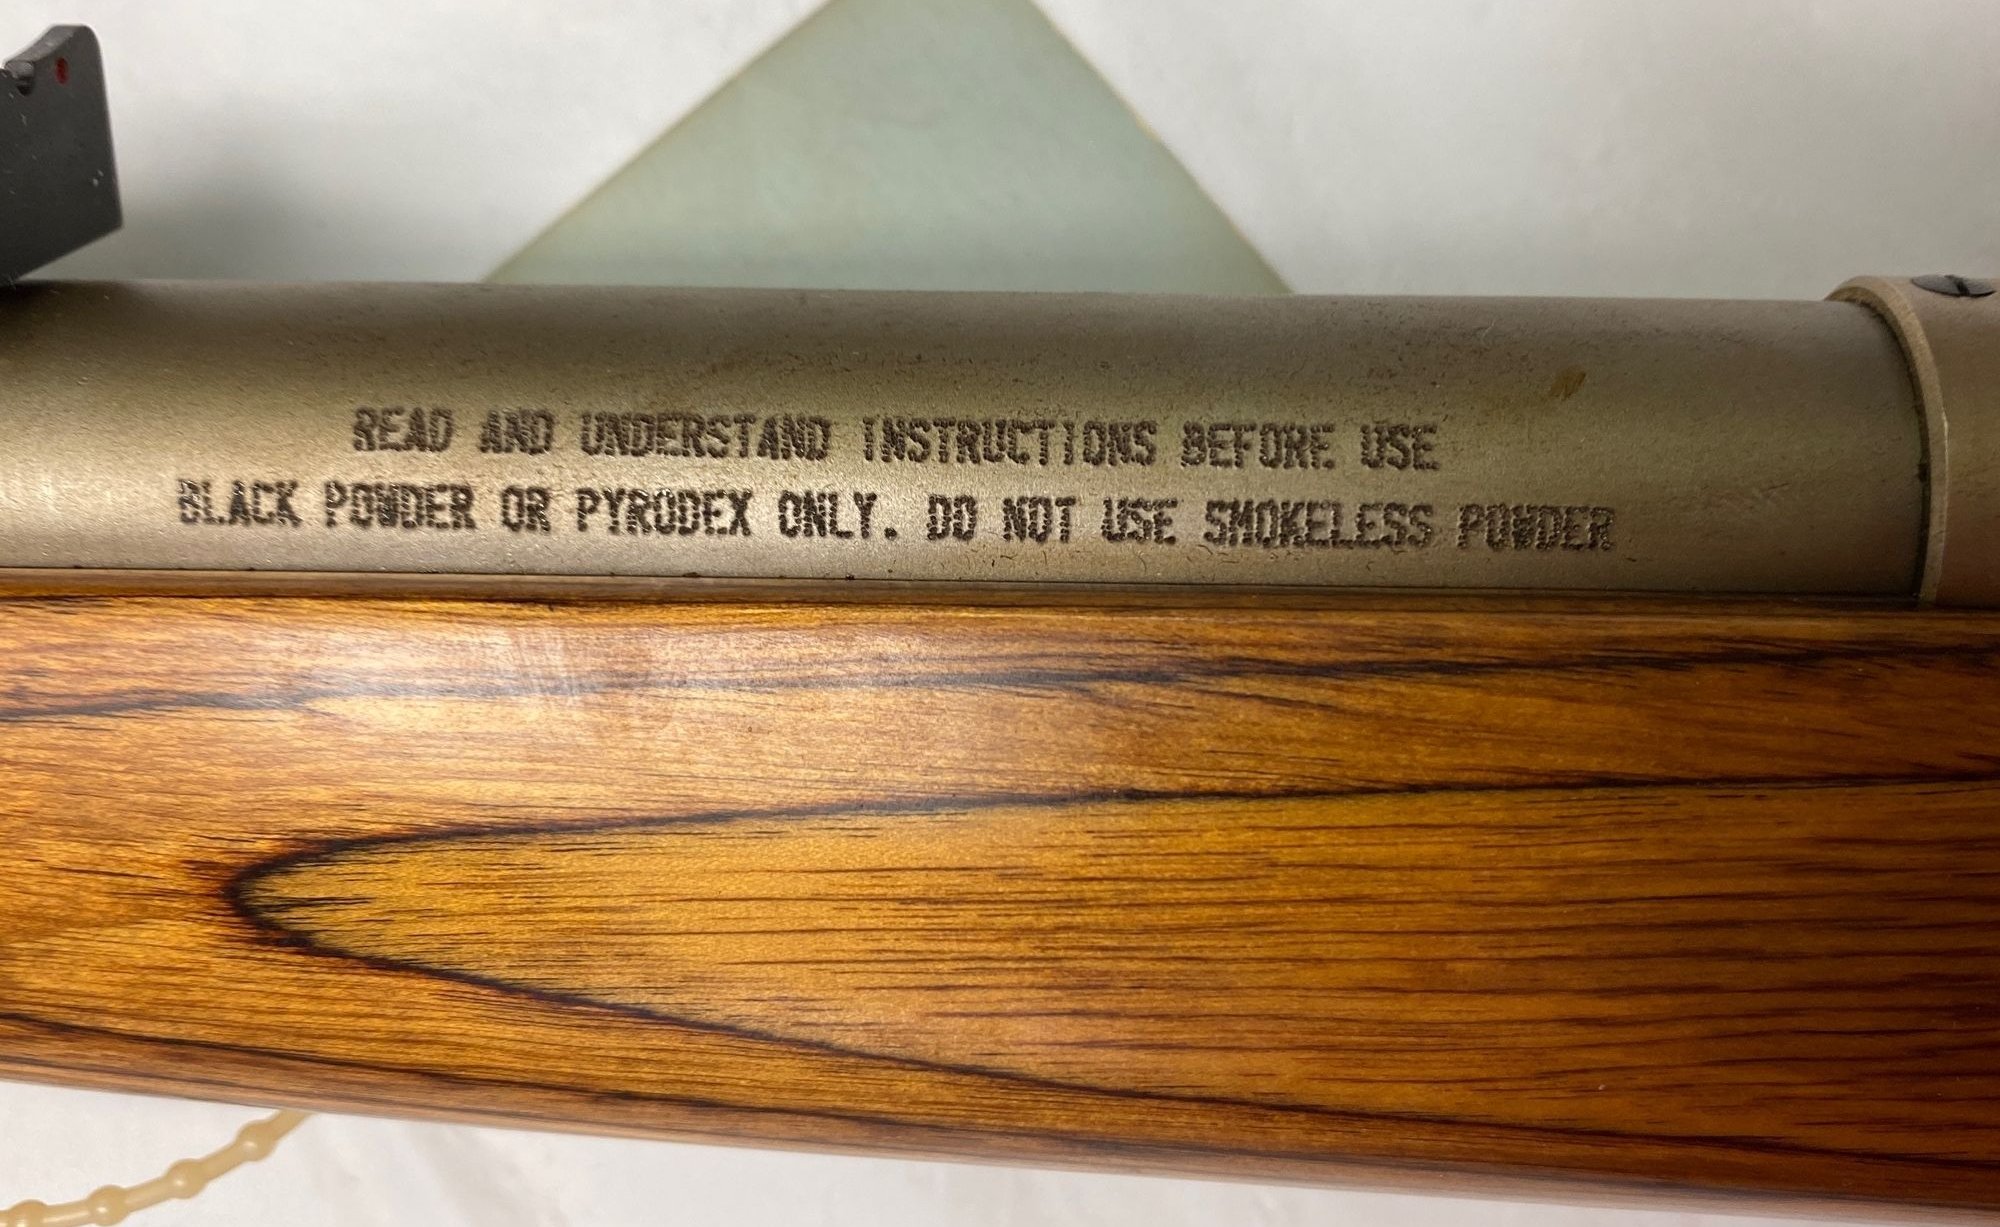 READ AND UNDERSTAND INSTRUCTIONS BEFORE USE
BLACK POWDER OR PYRODEX ONLY. DO NOT USE SMOKELESS POWDER